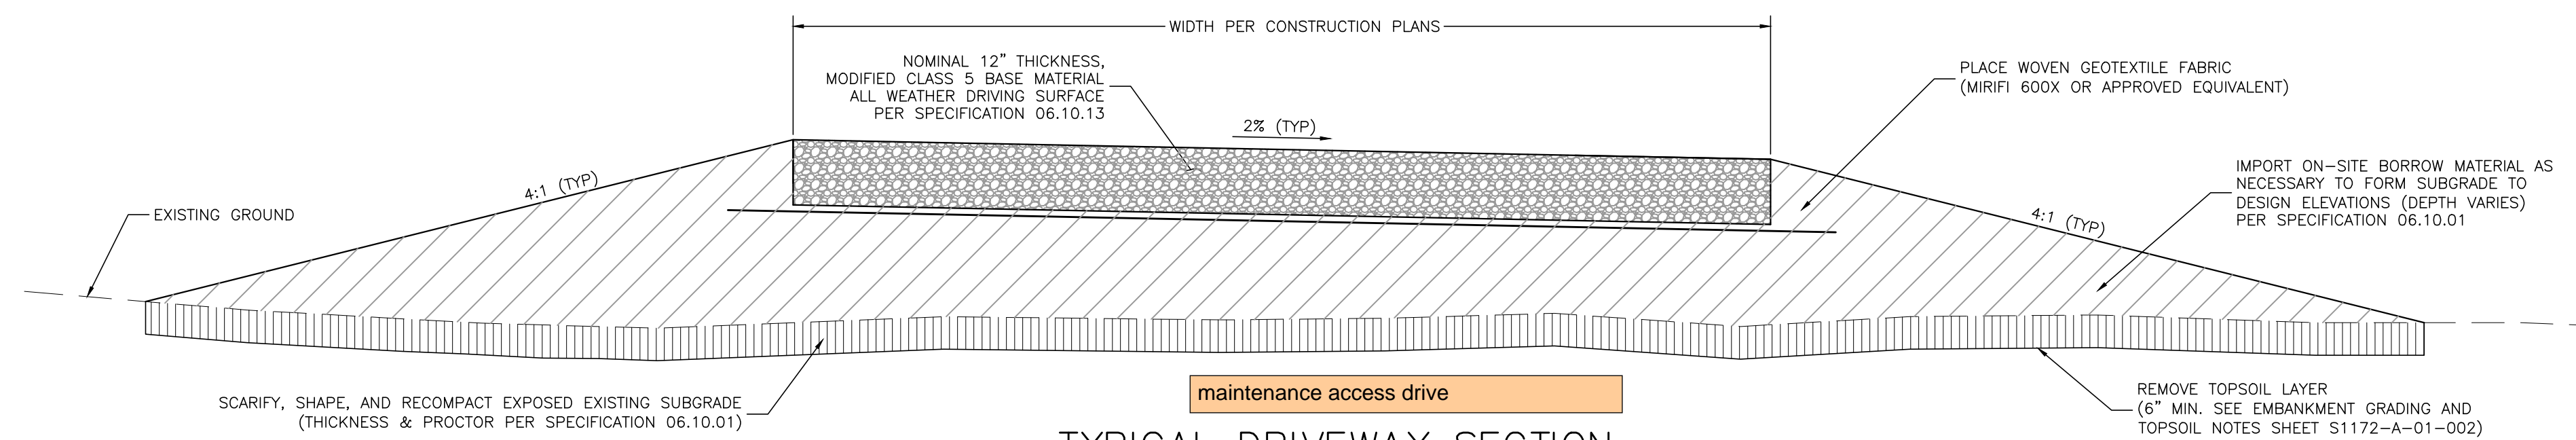 WIDTH PER CONSTRUCTION PLANS
NOMINAL 12" THICKNESS,
MODIFIED CLASS 5 BASE MATERIAL
ALL WEATHER DRIVING SURFACE
PER SPECIFICATION 06.10.13
PLACE WOVEN GEOTEXTILE FABRIC
(MIRIFI 600X OR APPROVED EQUIVALENT)
2% (TYP)
4:1 (TYP)
EXISTING GROUND
IMPORT ON-SITE BORROW MATERIAL AS
NECESSARY TO FORM SUBGRADE TO
DESIGN ELEVATIONS (DEPTH VARIES)
PER SPECIFICATION 06.10.01
4:1 (TYP)
SCARIFY, SHAPE, AND RECOMPACT EXPOSED EXISTING SUBGRADE
(THICKNESS & PROCTOR PER SPECIFICATION 06.10.01)
maintenance access drive
REMOVE TOPSOIL LAYER
(6" MIN. SEE EMBANKMENT GRADING AND
TOPSOIL NOTES SHEET S1172-A-01-002)
TYPICAL DRIVEWAY SECTION